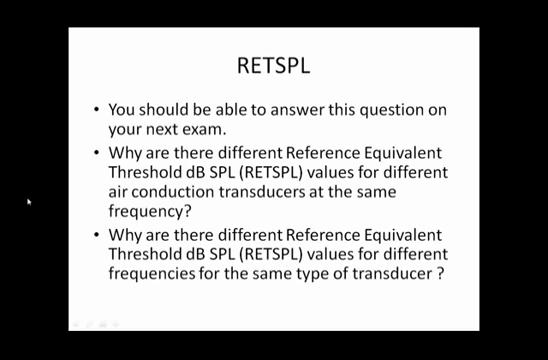 RETSPL
• You should be able to answer this question on
your next exam.
• Why are there different Reference Equivalent
Threshold dB SPL (RETSPL) values for different
air conduction transducers at the same
frequency?
• Why are there different Reference Equivalent
Threshold dB SPL (RETSPL) values for different
frequencies for the same type of transducer ?